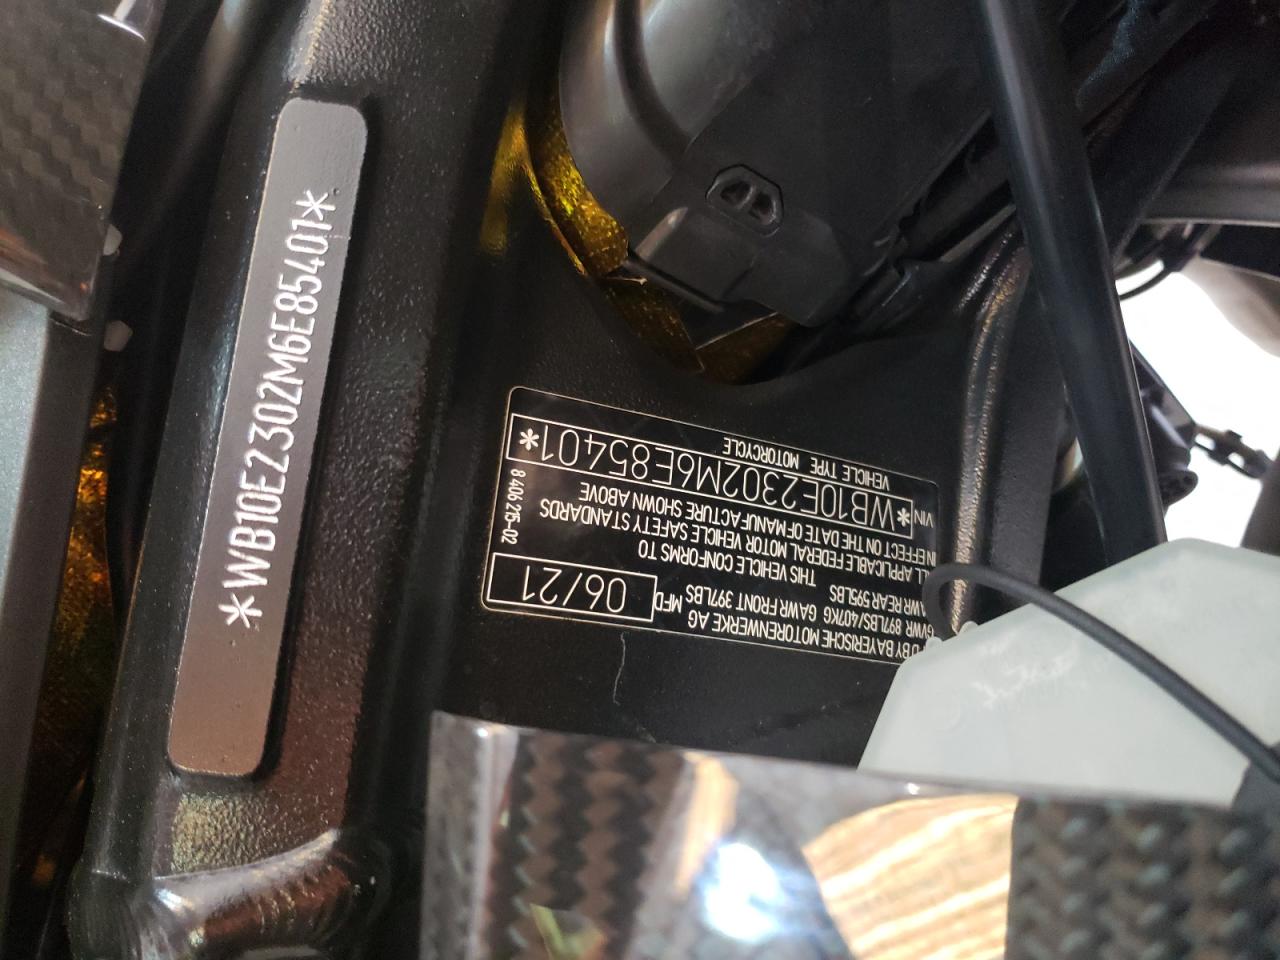 *WB10E2302M6E85401*
BY BAYERISCHE MOTORENWERKE AG
MFD
06/21
GVWR 897LBS/407KG GAWR FRONT 397LBS
GAWR REAR 595LBS
THIS VEHICLE CONFORMS TO
ALL APPLICABLE FEDERAL MOTOR VEHICLE SAFETY STANDARDS
IN EFFECT ON THE DATE OF MANUFACTURE SHOWN ABOVE
VIN *WB10E2302M6E85401*
VEHICLE TYPE MOTORCYCLE
8 406 215-02